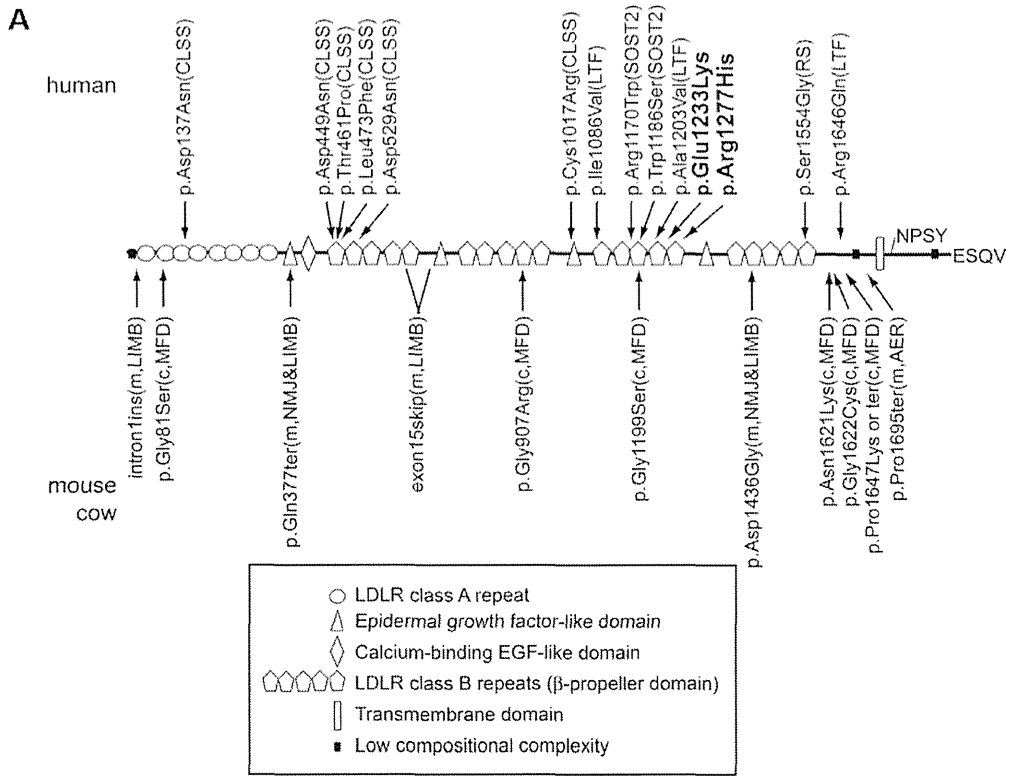 A
human
p.Asp137Asn(CLSS)
p.Asp449Asn(CLSS)
p.Thr461Pro(CLSS)
p.Leu473Phe(CLSS)
p.Asp529Asn(CLSS)
p.Cys1017Arg(CLSS)
p.Ile1086Val(LTF)
p.Arg1170Trp(SOST2)
p.Trp1186Ser(SOST2)
p.Ala1203Val(LTF)
p.Glu1233Lys
p.Arg1277His
p.Ser1554Gly(RS)
p.Arg1646Gln(LTF)
NPSY
ESQV
intron1ins(m,LIMB)
p.Gly81Ser(c,MFD)
p.Gln377ter(m,NMJ&LIMB)
exon15skip(m,LIMB)
p.Gly907Arg(c,MFD)
p.Gly1199Ser(c,MFD)
p.Asp1436Gly(m,NMJ&LIMB)
p.Asn1621Lys(c,MFD)
p.Gly1622Cys(c,MFD)
p.Pro1647Lys or ter(c,MFD)
p.Pro1695ter(m,AER)
mouse
cow
LDLR class A repeat
Epidermal growth factor-like domain
Calcium-binding EGF-like domain
LDLR class B repeats (β-propeller domain)
Transmembrane domain
Low compositional complexity